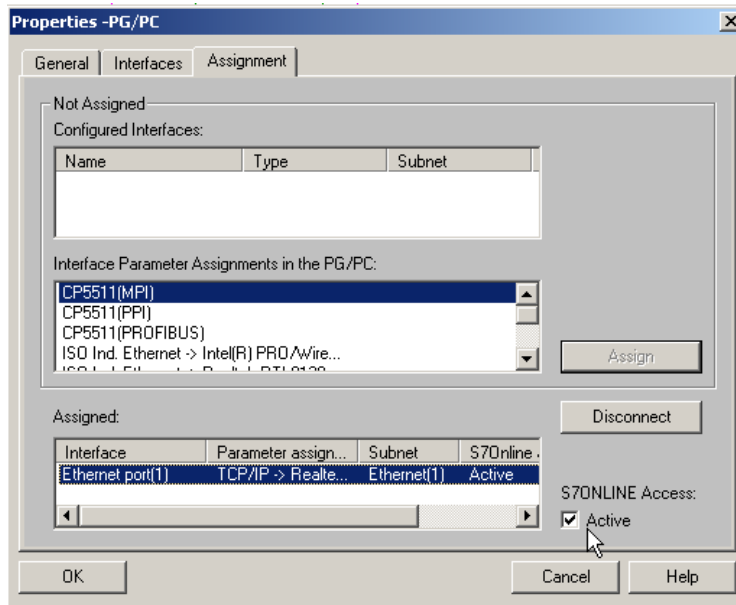 Properties -PG/PC
General Interfaces Assignment
Not Assigned
Configured Interfaces:
Name Type Subnet
Interface Parameter Assignments in the PG/PC:
CP5511(MPI)
CP5511(PPI)
CP5511(PROFIBUS)
ISO Ind. Ethernet -> Intel(R) PRO/Wire...
Assign
Assigned:
Disconnect
Interface Parameter assign... Subnet S7Online
Ethernet port(1) TCP/IP -> Realte... Ethernet(1) Active
S7ONLINE Access:
Active
OK Cancel Help